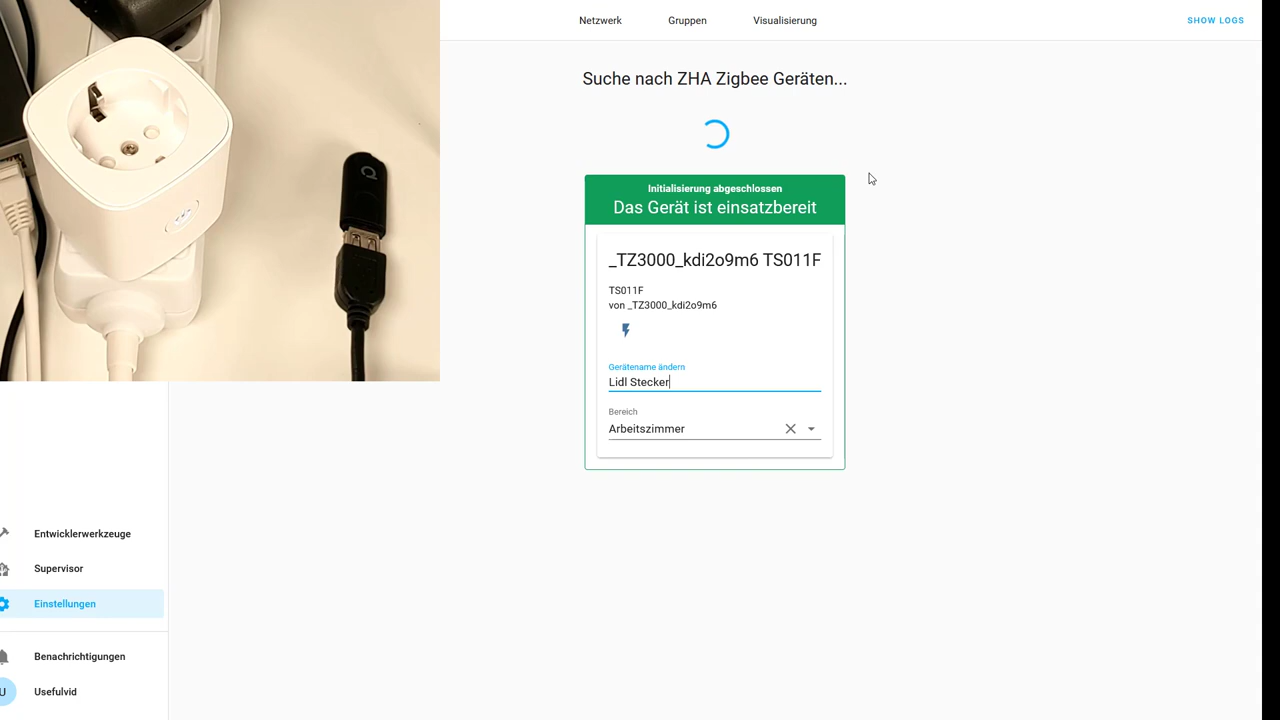 Netzwerk
Gruppen
Visualisierung
SHOW LOGS
Suche nach ZHA Zigbee Geräten...
Initialisierung abgeschlossen
Das Gerät ist einsatzbereit
_TZ3000_kdi2o9m6 TS011F
TS011F
von _TZ3000_kdi2o9m6
Gerätename ändern
Lidl Stecker
Bereich
Arbeitszimmer
Entwicklerwerkzeuge
Supervisor
Einstellungen
Benachrichtigungen
U
Usefulvid